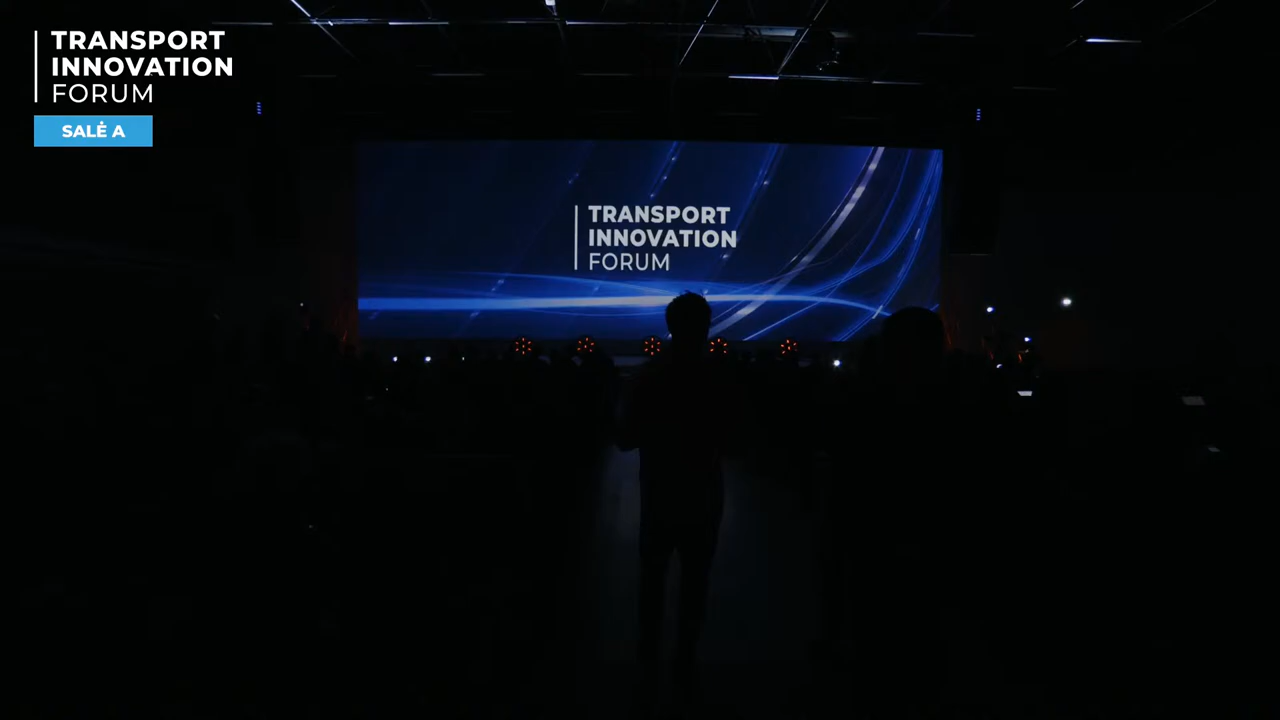 TRANSPORT
INNOVATION
FORUM
SALĖ A
TRANSPORT
INNOVATION
FORUM